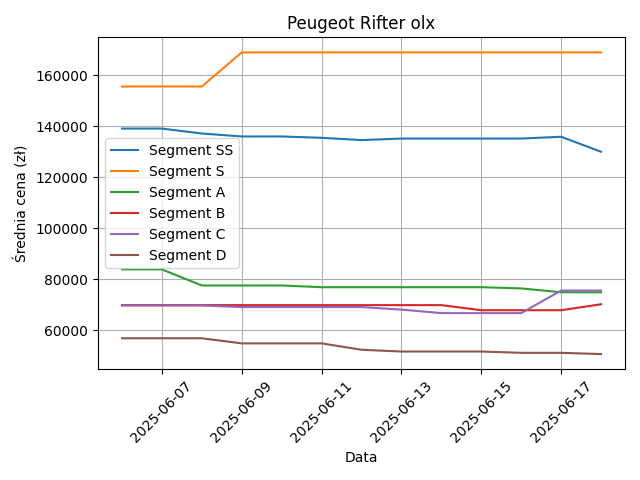 Peugeot Rifter olx
160000
140000
120000
100000
80000
60000
Średnia cena (zł)
Segment SS
Segment S
Segment A
Segment B
Segment C
Segment D
2025-06-07
2025-06-09
2025-06-11
2025-06-13
2025-06-15
2025-06-17
Data